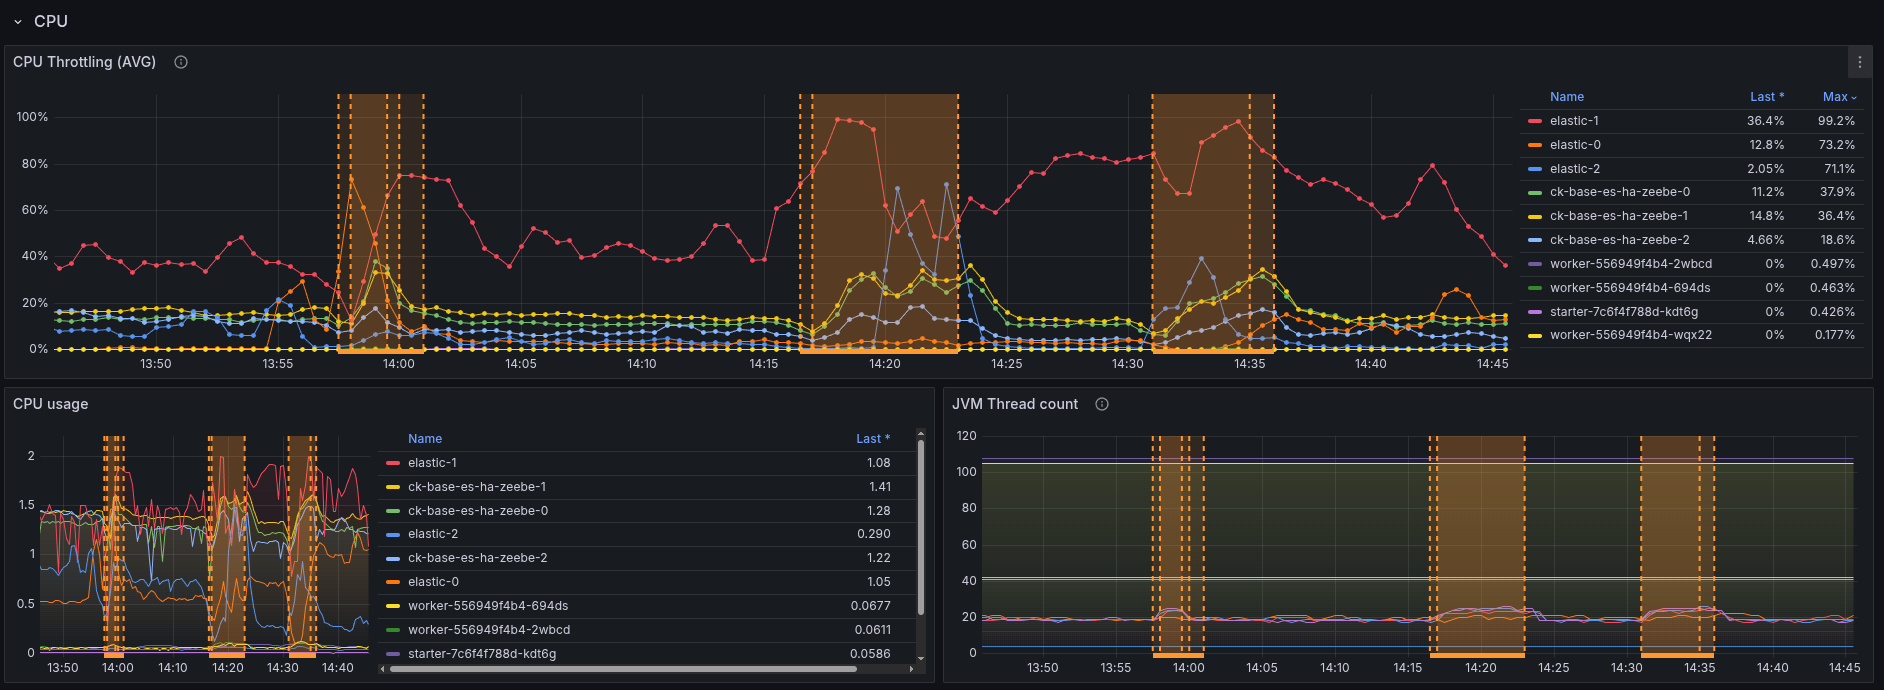 CPU
CPU Throttling (AVG)
100%
80%
60%
40%
20%
0%
13:50 13:55 14:00 14:05 14:10 14:15 14:20 14:25 14:30 14:35 14:40 14:45
Name Last * Max
elastic-1 36.4% 99.2%
elastic-0 12.8% 73.2%
elastic-2 2.05% 71.1%
ck-base-es-ha-zeebe-0 11.2% 37.9%
ck-base-es-ha-zeebe-1 14.8% 36.4%
ck-base-es-ha-zeebe-2 4.66% 18.6%
worker-556949f4b4-2wbcd 0% 0.497%
worker-556949f4b4-694ds 0% 0.463%
starter-7c6f4f788d-kdt6g 0% 0.426%
worker-556949f4b4-wqx22 0% 0.177%
CPU usage
2
1.5
1
0.5
0
13:50 14:00 14:10 14:20 14:30 14:40
Name Last *
elastic-1 1.08
ck-base-es-ha-zeebe-1 1.41
ck-base-es-ha-zeebe-0 1.28
elastic-2 0.290
ck-base-es-ha-zeebe-2 1.22
elastic-0 1.05
worker-556949f4b4-694ds 0.0677
worker-556949f4b4-2wbcd 0.0611
starter-7c6f4f788d-kdt6g 0.0586
JVM Thread count
120
100
80
60
40
20
0
13:50 13:55 14:00 14:05 14:10 14:15 14:20 14:25 14:30 14:35 14:40 14:45